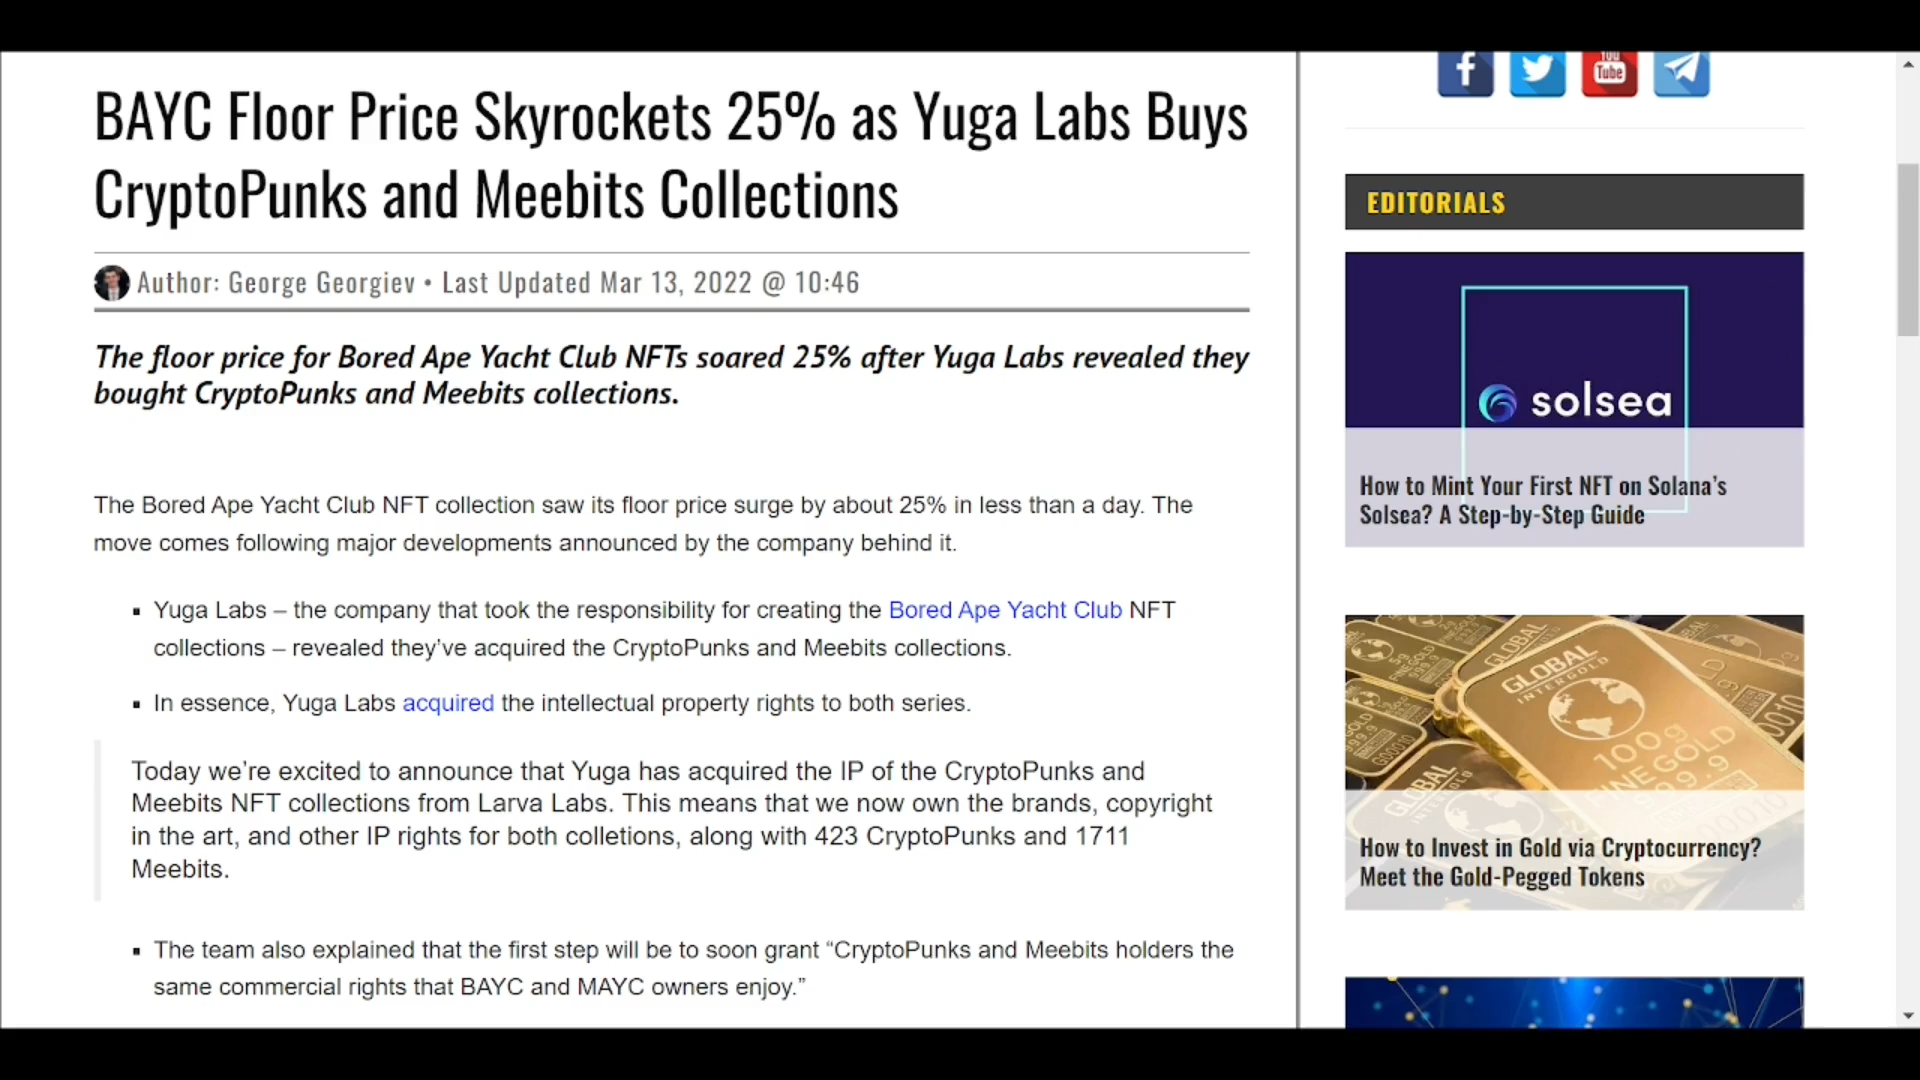 BAYC Floor Price Skyrockets 25% as Yuga Labs Buys
CryptoPunks and Meebits Collections
Author: George Georgiev • Last Updated Mar 13, 2022 @ 10:46
The floor price for Bored Ape Yacht Club NFTs soared 25% after Yuga Labs revealed they
bought CryptoPunks and Meebits collections.
The Bored Ape Yacht Club NFT collection saw its floor price surge by about 25% in less than a day. The
move comes following major developments announced by the company behind it.
▪ Yuga Labs – the company that took the responsibility for creating the Bored Ape Yacht Club NFT
collections – revealed they’ve acquired the CryptoPunks and Meebits collections.
▪ In essence, Yuga Labs acquired the intellectual property rights to both series.
Today we’re excited to announce that Yuga has acquired the IP of the CryptoPunks and
Meebits NFT collections from Larva Labs. This means that we now own the brands, copyright
in the art, and other IP rights for both colletions, along with 423 CryptoPunks and 1711
Meebits.
▪ The team also explained that the first step will be to soon grant “CryptoPunks and Meebits holders the
same commercial rights that BAYC and MAYC owners enjoy.”
You
Tube
EDITORIALS
solsea
How to Mint Your First NFT on Solana’s
Solsea? A Step-by-Step Guide
GLOBAL
INTERGOLD
100g
FINE GOLD
999.9
GLOBAL
How to Invest in Gold via Cryptocurrency?
Meet the Gold-Pegged Tokens